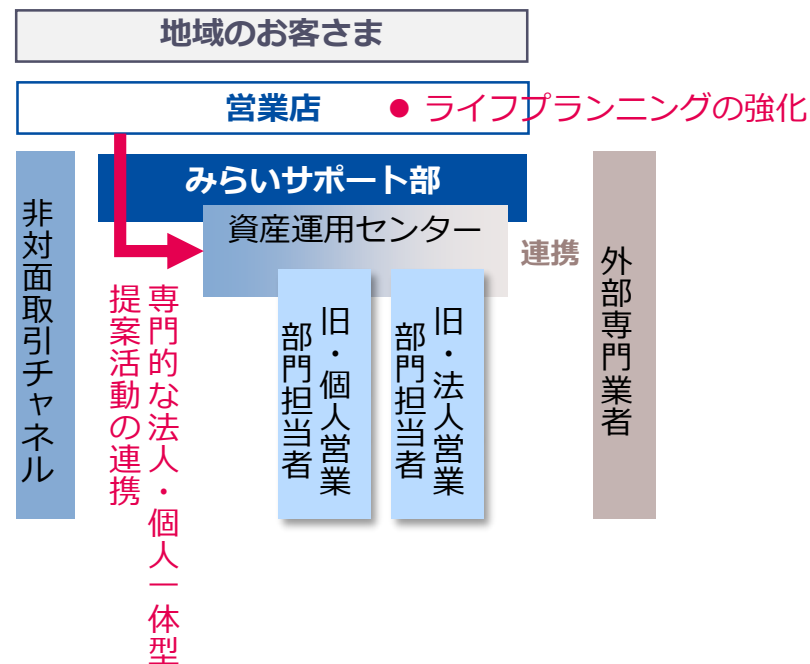 地域のお客さま
営業店
● ライフプランニングの強化
みらいサポート部
資産運用センター
連携
非対面取引チャネル
専門的な法人・個人一体型
提案活動の連携
旧・個人営業
部門担当者
旧・法人営業
部門担当者
外部専門業者